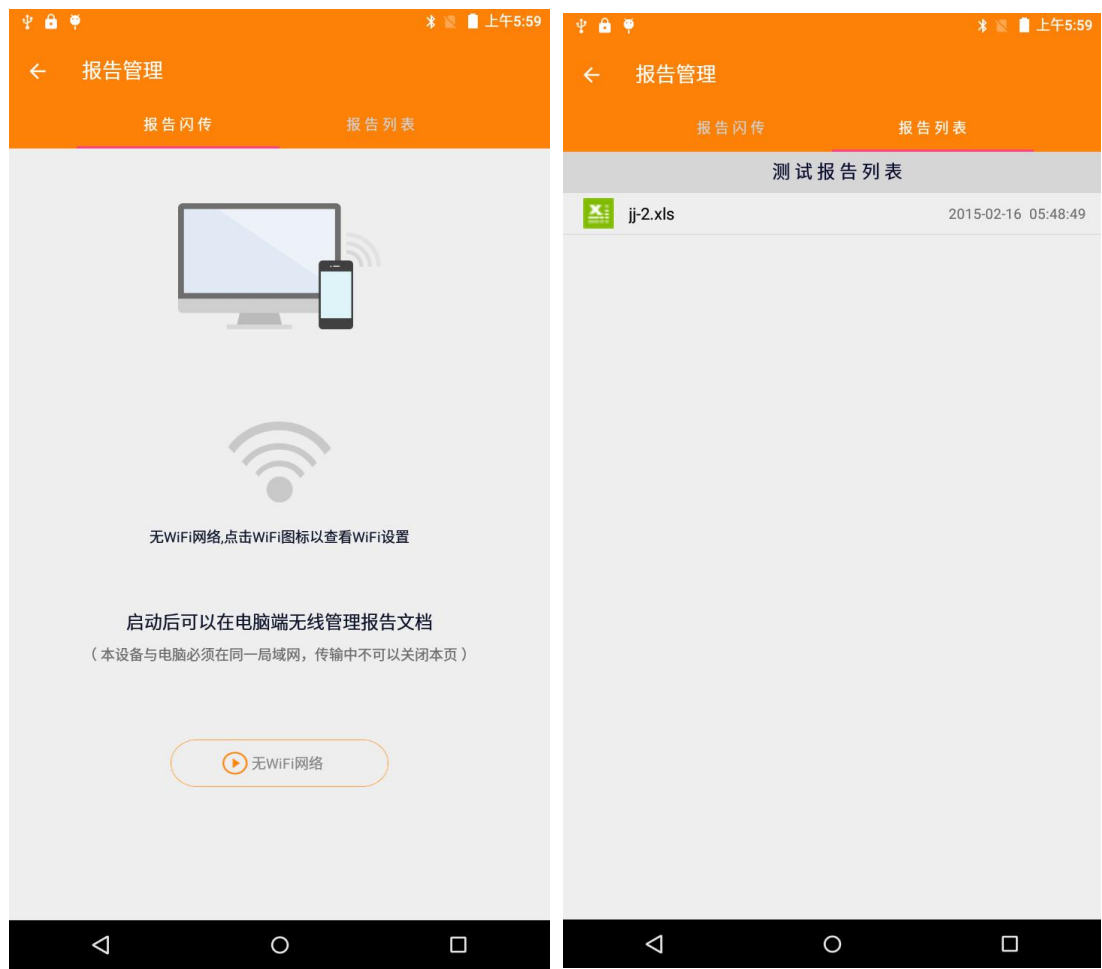 上午5:59
报告管理
报告闪传 报告列表
无WiFi网络,点击WiFi图标以查看WiFi设置
启动后可以在电脑端无线管理报告文档
（本设备与电脑必须在同一局域网，传输中不可以关闭本页）
无WiFi网络
上午5:59
报告管理
报告闪传 报告列表
测试报告列表
jj-2.xls 2015-02-16 05:48:49